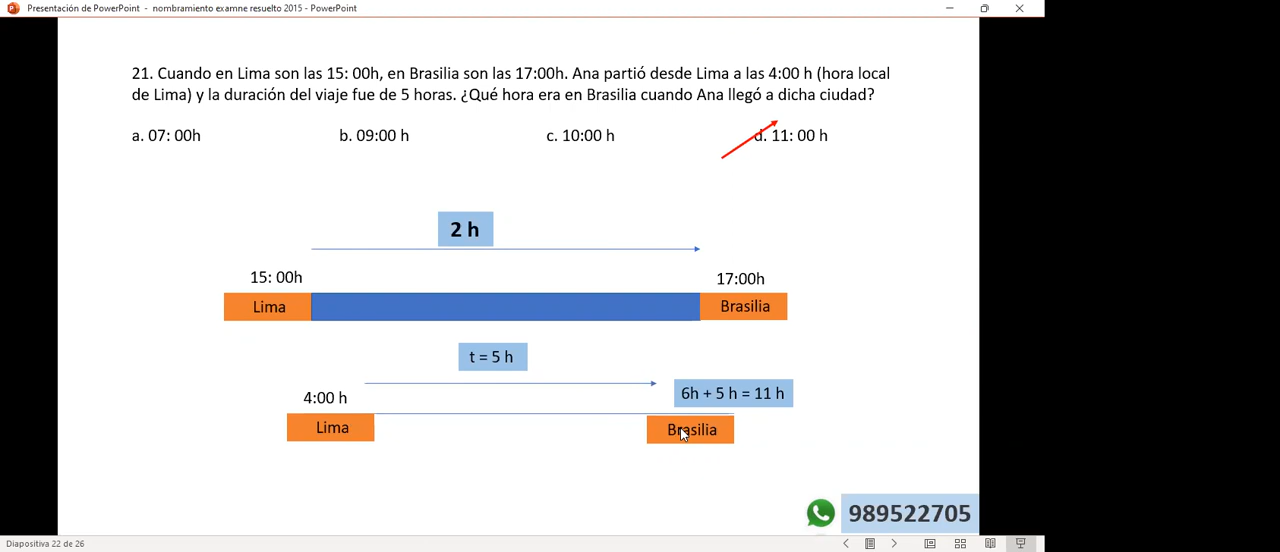 Presentación de PowerPoint - nombramiento examne resuelto 2015 - PowerPoint
21. Cuando en Lima son las 15: 00h, en Brasilia son las 17:00h. Ana partió desde Lima a las 4:00 h (hora local
de Lima) y la duración del viaje fue de 5 horas. ¿Qué hora era en Brasilia cuando Ana llegó a dicha ciudad?
a. 07: 00h b. 09:00 h c. 10:00 h d. 11: 00 h
2 h
15: 00h 17:00h
Lima Brasilia
t = 5 h
4:00 h 6h + 5 h = 11 h
Lima Brasilia
989522705
Diapositiva 22 de 26